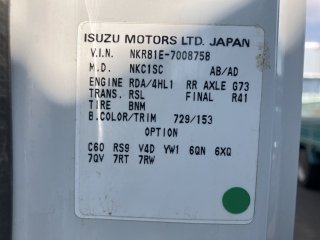 ISUZU MOTORS LTD. JAPAN
V.I.N. NKR81E-7008758
M.D. NKC1SC AB/AD
ENGINE RDA/4HL1 RR AXLE G73
TRANS. RSL FINAL R41
TIRE BNM
B.COLOR/TRIM 729/153
OPTION
C60 RS9 V4D YW1 6QN 6XQ
7QV 7RT 7RW